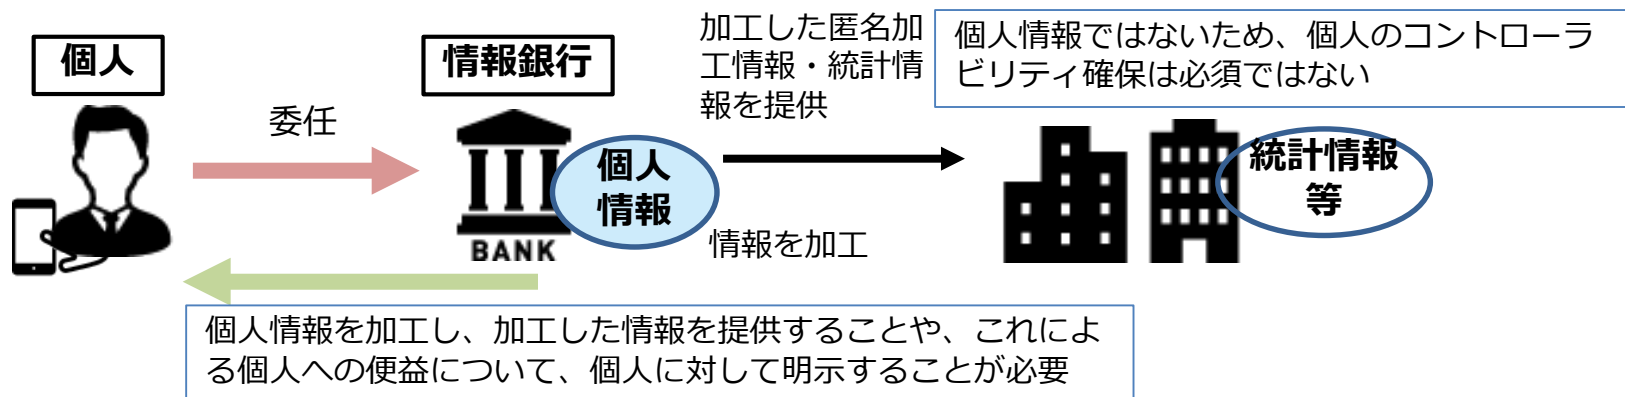 個人
委任
情報銀行
BANK
個人
情報
加工した匿名加
工情報・統計情
報を提供
情報を加工
個人情報ではないため、個人のコントローラ
ビリティ確保は必須ではない
統計情報
等
個人情報を加工し、加工した情報を提供することや、これによ
る個人への便益について、個人に対して明示することが必要